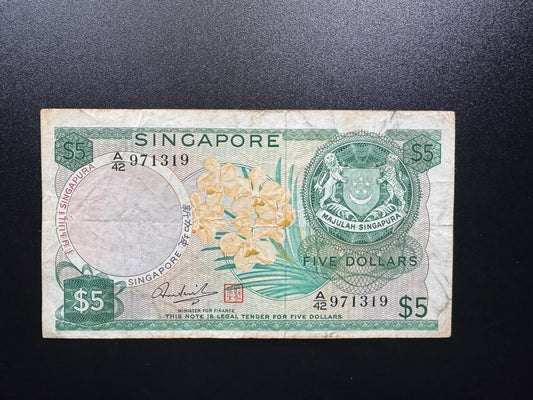 SINGAPORE
$5
A/42 971319
$5
SINGAPURA
SINGAPORE
MAJULAH SINGAPURA
FIVE DOLLARS
$5
A/42 971319
$5
MINISTER FOR FINANCE
THIS NOTE IS LEGAL TENDER FOR FIVE DOLLARS